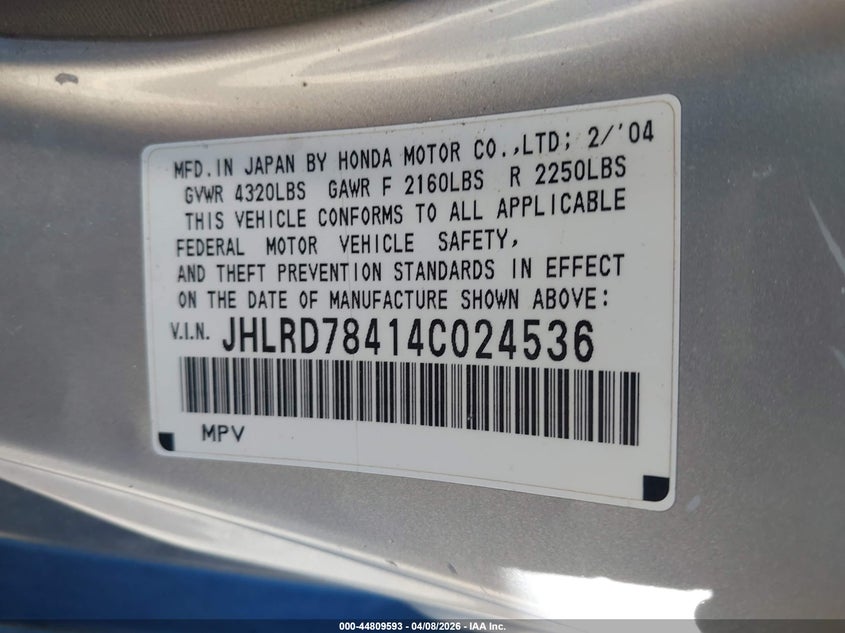 MFD.IN JAPAN BY HONDA MOTOR CO.,LTD; 2/'04
GVWR 4320LBS GAWR F 2160LBS R 2250LBS
THIS VEHICLE CONFORMS TO ALL APPLICABLE
FEDERAL MOTOR VEHICLE SAFETY,
AND THEFT PREVENTION STANDARDS IN EFFECT
ON THE DATE OF MANUFACTURE SHOWN ABOVE:
V.I.N. JHLRD78414C024536
MPV
000-44809593 - 04/08/2026 - IAA Inc.